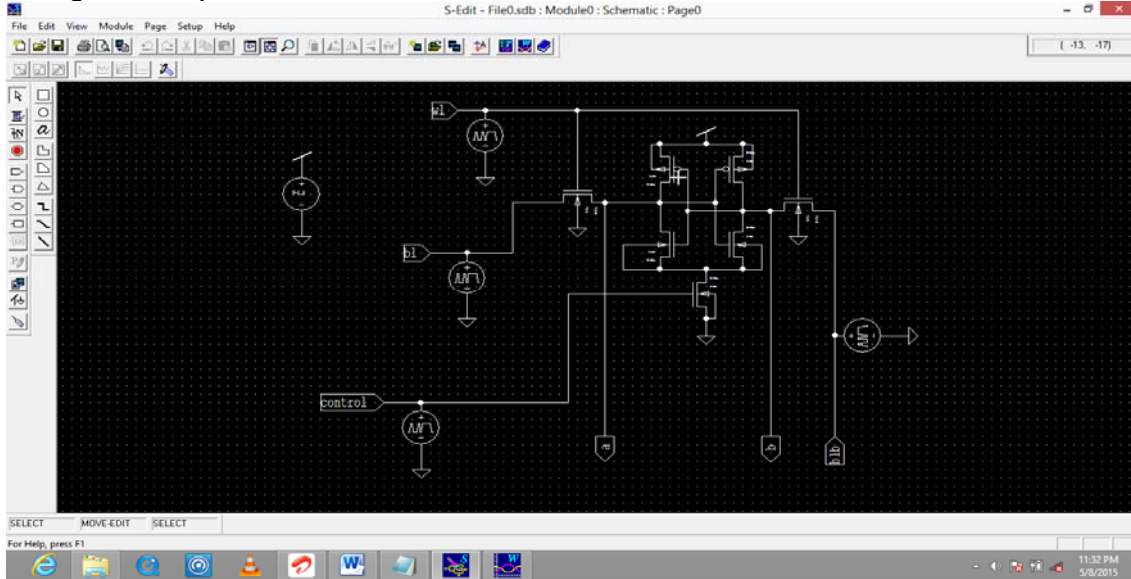 S-Edit - File0.sdb : Module0 : Schematic : Page0
File Edit View Module Page Setup Help
( -13, -17)
wl
bl
control
a
b
blb
SELECT MOVE-EDIT SELECT
For Help, press F1
11:32 PM
5/8/2015